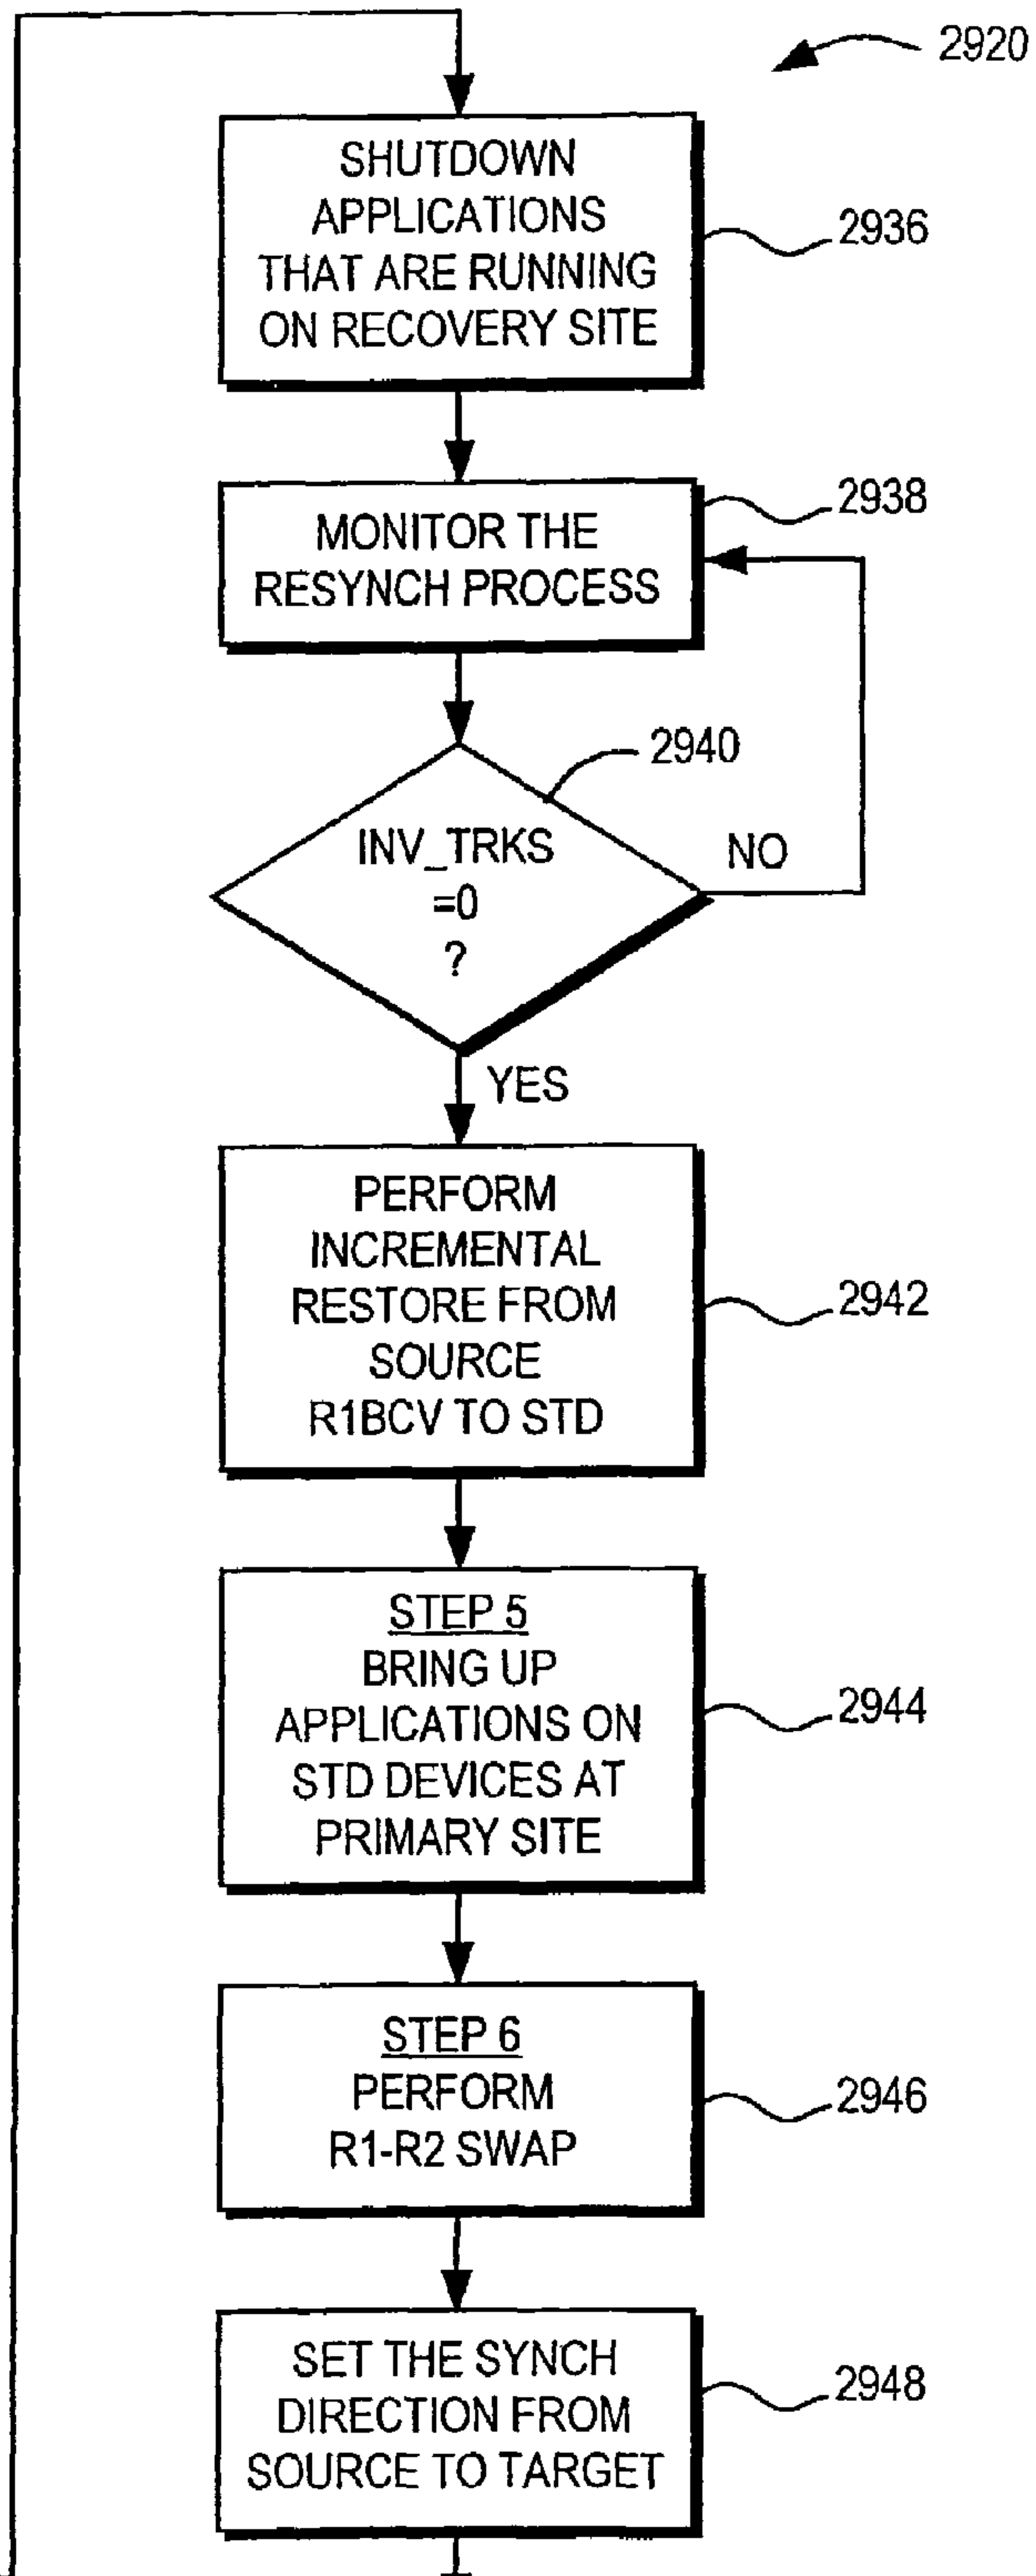 2920
SHUTDOWN
APPLICATIONS
THAT ARE RUNNING
ON RECOVERY SITE
2936
MONITOR THE
RESYNCH PROCESS
2938
INV_TRKS
=0
?
2940
NO
YES
PERFORM
INCREMENTAL
RESTORE FROM
SOURCE
R1BCV TO STD
2942
STEP 5
BRING UP
APPLICATIONS ON
STD DEVICES AT
PRIMARY SITE
2944
STEP 6
PERFORM
R1-R2 SWAP
2946
SET THE SYNCH
DIRECTION FROM
SOURCE TO TARGET
2948